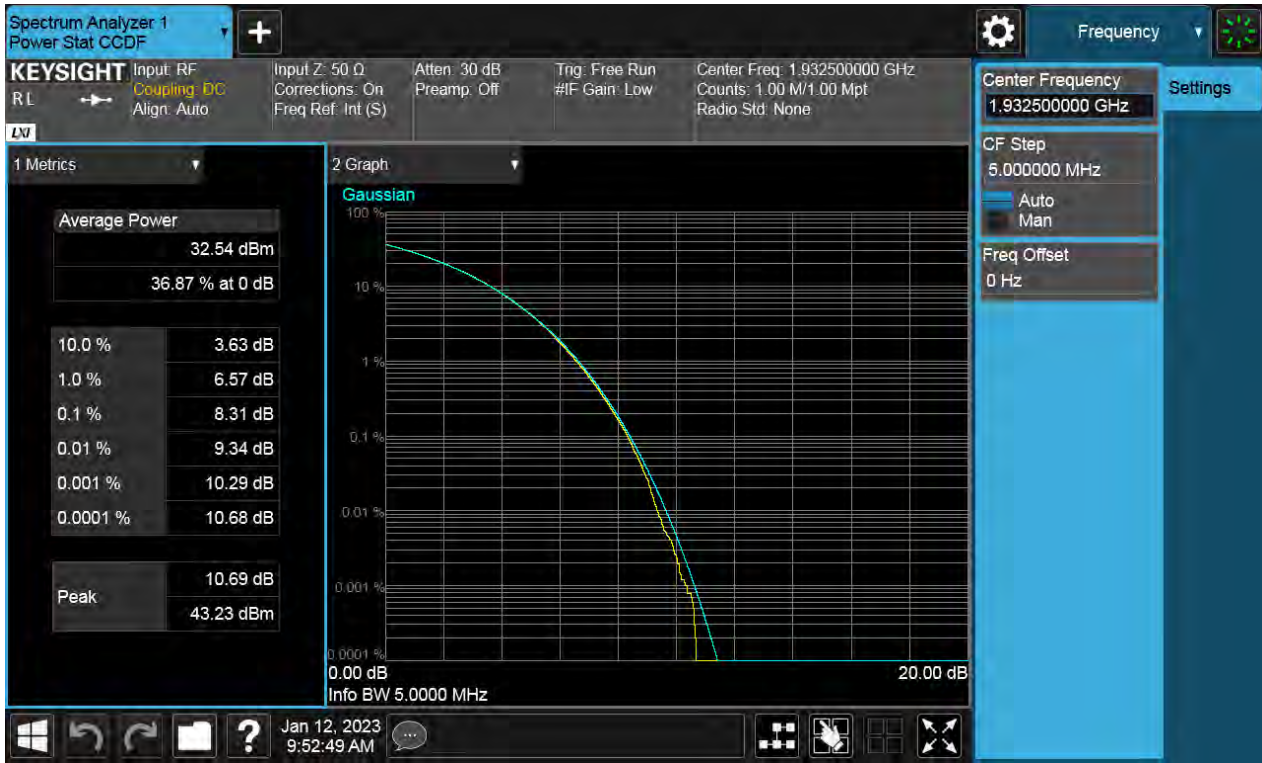 Spectrum Analyzer 1
Power Stat CCDF
Frequency
KEYSIGHT
RL
LXI
Input: RF
Coupling: DC
Align: Auto
Input Z: 50 Ω
Corrections: On
Freq Ref: Int (S)
Atten: 30 dB
Preamp: Off
Trig: Free Run
#IF Gain: Low
Center Freq: 1.932500000 GHz
Counts: 1.00 M/1.00 Mpt
Radio Std: None
Center Frequency
1.932500000 GHz
Settings
CF Step
5.000000 MHz
Auto
Man
Freq Offset
0 Hz
1 Metrics
Average Power
32.54 dBm
36.87 % at 0 dB
10.0 % 3.63 dB
1.0 % 6.57 dB
0.1 % 8.31 dB
0.01 % 9.34 dB
0.001 % 10.29 dB
0.0001 % 10.68 dB
Peak
10.69 dB
43.23 dBm
2 Graph
Gaussian
100 %
10 %
1 %
0.1 %
0.01 %
0.001 %
0.0001 %
0.00 dB 20.00 dB
Info BW 5.0000 MHz
?
Jan 12, 2023
9:52:49 AM